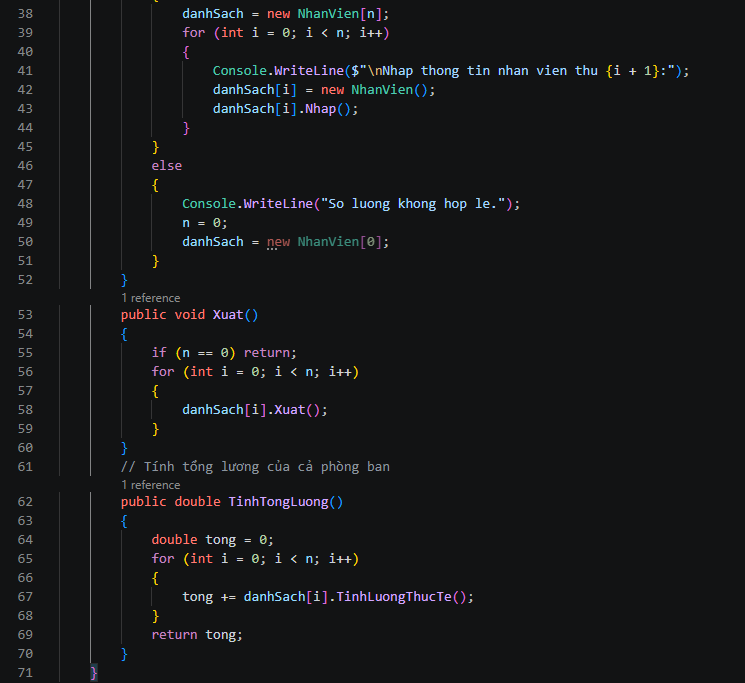 38 danhSach = new NhanVien[n];
39 for (int i = 0; i < n; i++)
40 {
41 Console.WriteLine($"\nNhap thong tin nhan vien thu {i + 1}:");
42 danhSach[i] = new NhanVien();
43 danhSach[i].Nhap();
44 }
45 }
46 else
47 {
48 Console.WriteLine("So luong khong hop le.");
49 n = 0;
50 danhSach = new NhanVien[0];
51 }
52 }
1 reference
53 public void Xuat()
54 {
55 if (n == 0) return;
56 for (int i = 0; i < n; i++)
57 {
58 danhSach[i].Xuat();
59 }
60 }
61 // Tính tổng lương của cả phòng ban
1 reference
62 public double TinhTongLuong()
63 {
64 double tong = 0;
65 for (int i = 0; i < n; i++)
66 {
67 tong += danhSach[i].TinhLuongThucTe();
68 }
69 return tong;
70 }
71 }